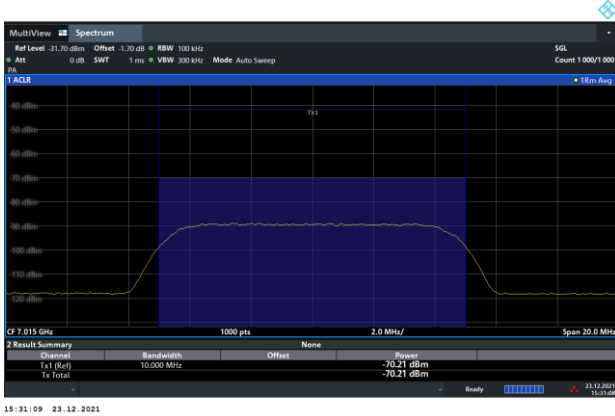 MultiView Spectrum
Ref Level -31.70 dBm Offset -1.70 dB RBW 100 kHz SGL
Att 0 dB SWT 1 ms VBW 300 kHz Mode Auto Sweep Count 1 000/1 000
PA
1 ACLR 1Rm Avg
Tx1
-40 dBm
-50 dBm
-60 dBm
-70 dBm
-80 dBm
-90 dBm
-100 dBm
-110 dBm
-120 dBm
CF 7.015 GHz 1000 pts 2.0 MHz/ Span 20.0 MHz
2 Result Summary None
Channel Bandwidth Offset Power
Tx1 (Ref) 10.000 MHz -70.21 dBm
Tx Total -70.21 dBm
Ready 23.12.2021
15:31:08
15:31:09 23.12.2021